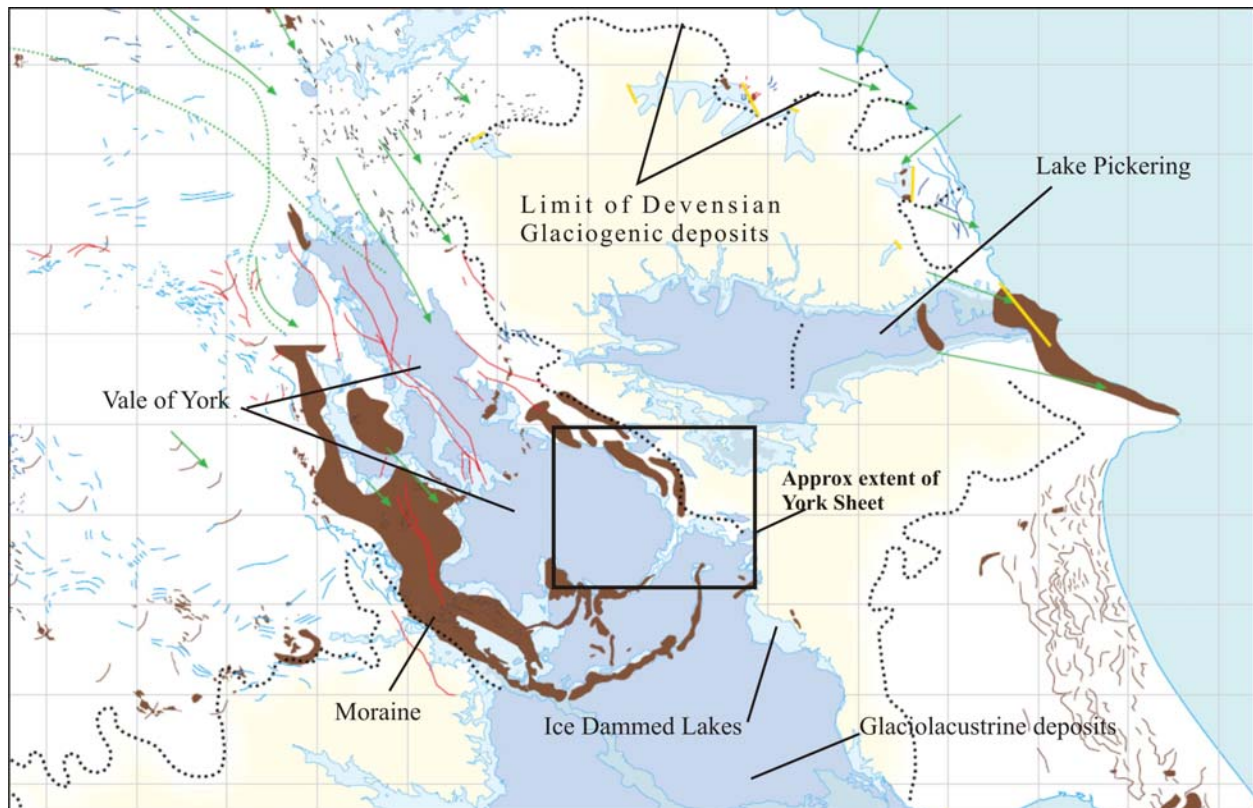 Lake Pickering
Limit of Devensian
Glaciogenic deposits
Vale of York
Approx extent of
York Sheet
Moraine
Ice Dammed Lakes
Glaciolacustrine deposits